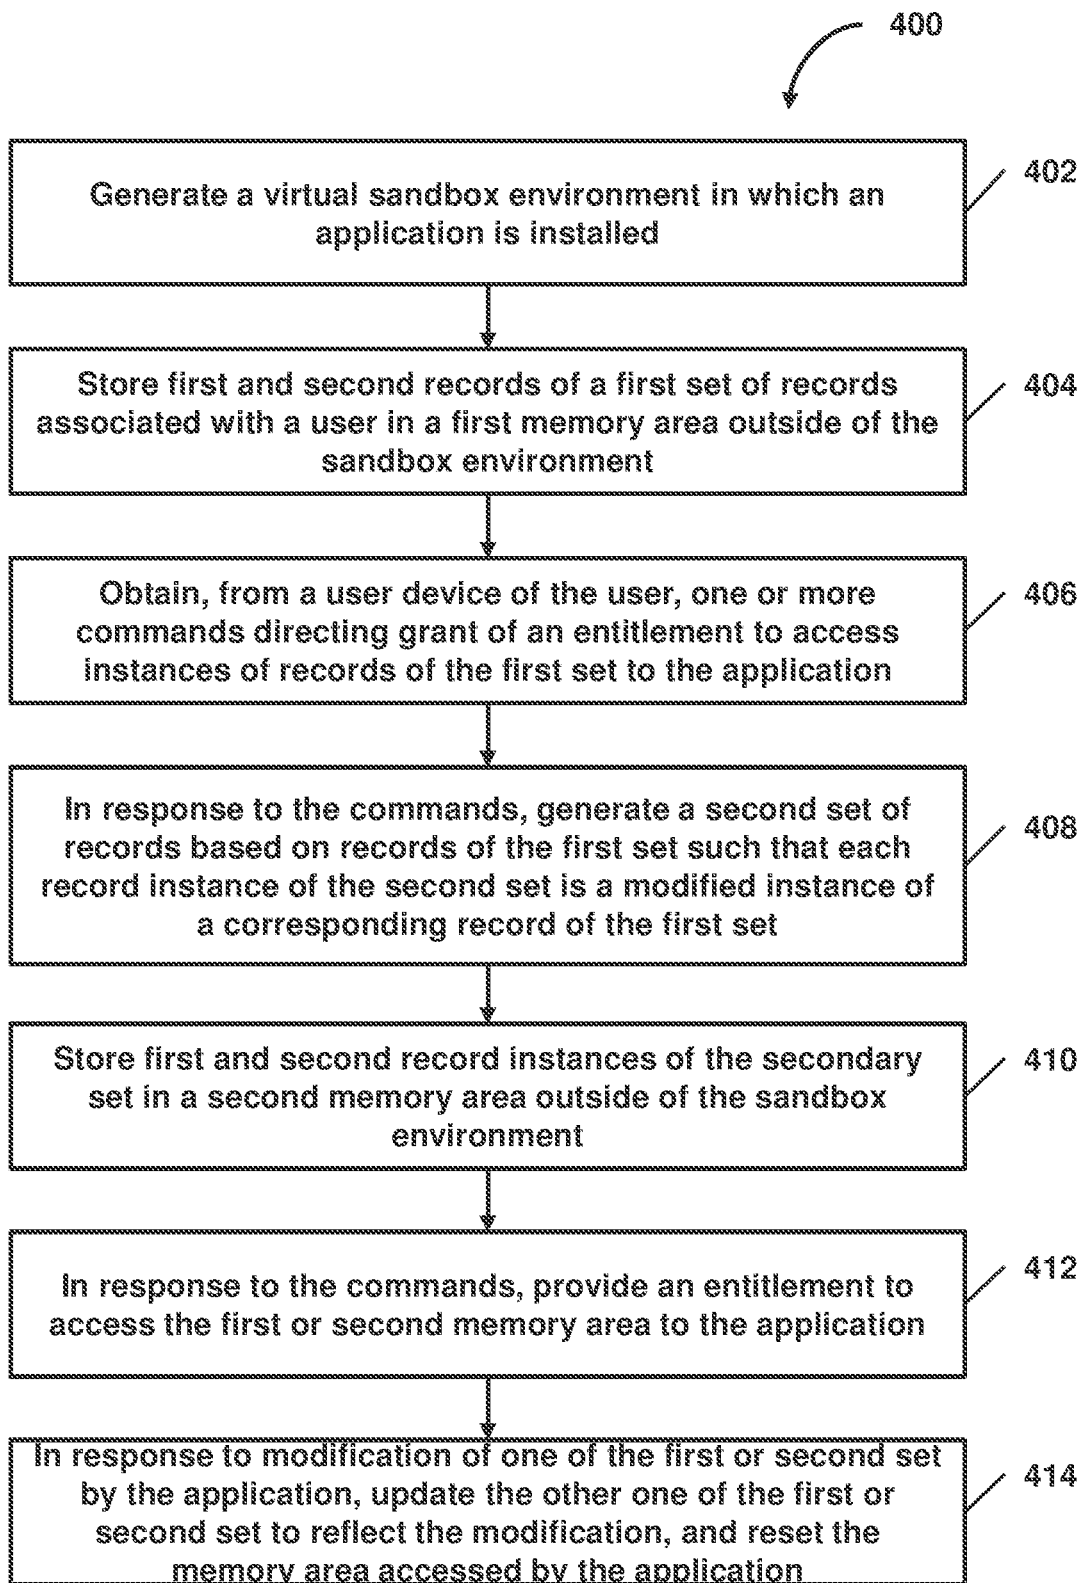 400
Generate a virtual sandbox environment in which an
application is installed
402
Store first and second records of a first set of records
associated with a user in a first memory area outside of the
sandbox environment
404
Obtain, from a user device of the user, one or more
commands directing grant of an entitlement to access
instances of records of the first set to the application
406
In response to the commands, generate a second set of
records based on records of the first set such that each
record instance of the second set is a modified instance of
a corresponding record of the first set
408
Store first and second record instances of the secondary
set in a second memory area outside of the sandbox
environment
410
In response to the commands, provide an entitlement to
access the first or second memory area to the application
412
In response to modification of one of the first or second set
by the application, update the other one of the first or
second set to reflect the modification, and reset the
memory area accessed by the application
414